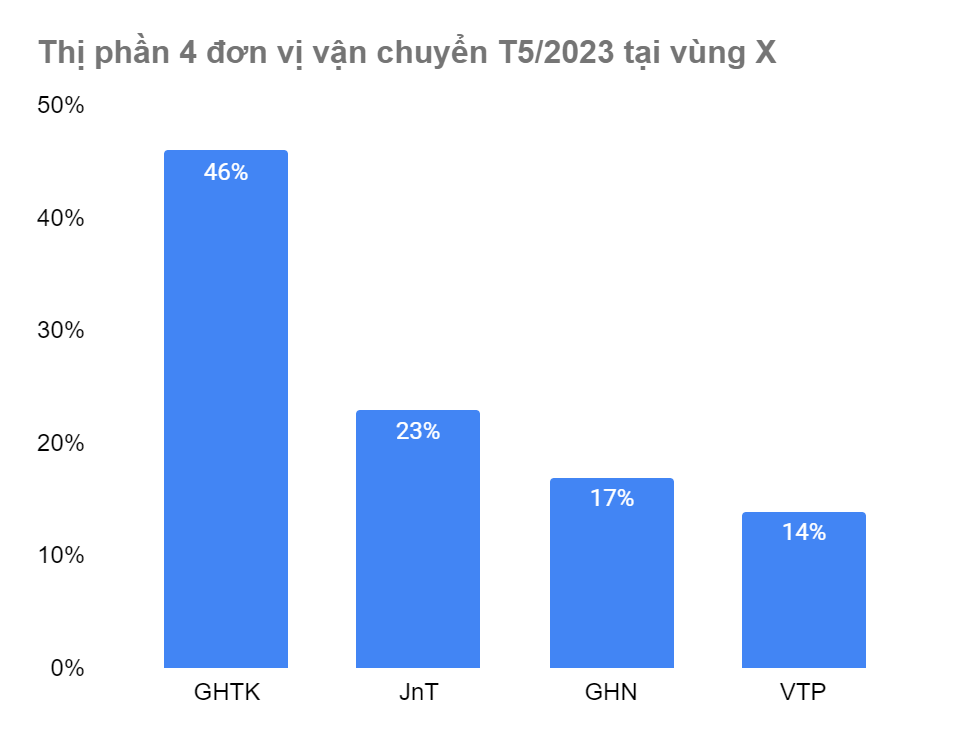 Thị phần 4 đơn vị vận chuyển T5/2023 tại vùng X
50%
40%
30%
20%
10%
0%
46%
23%
17%
14%
GHTK
JnT
GHN
VTP